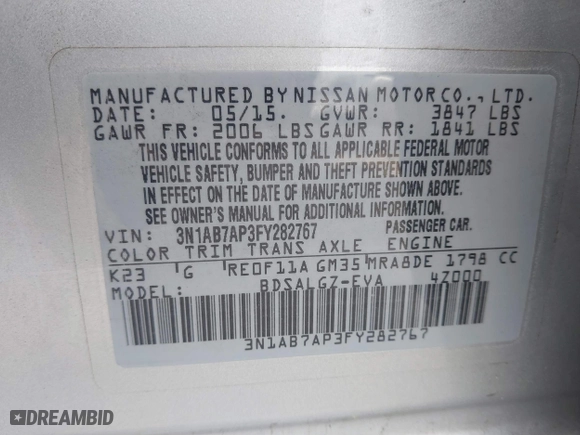 MANUFACTURED BY NISSAN MOTOR CO., LTD.
DATE: 05/15. GVWR: 3847 LBS
GAWR FR: 2006 LBS GAWR RR: 1841 LBS
THIS VEHICLE CONFORMS TO ALL APPLICABLE FEDERAL MOTOR
VEHICLE SAFETY, BUMPER AND THEFT PREVENTION STANDARDS
IN EFFECT ON THE DATE OF MANUFACTURE SHOWN ABOVE.
SEE OWNER'S MANUAL FOR ADDITIONAL INFORMATION.
VIN: 3N1AB7AP3FY282767 PASSENGER CAR.
COLOR TRIM TRANS AXLE ENGINE
K23 G RE0F11A GM35 MRA8DE 1798 CC
MODEL: BDSALGZ-EVA 4Z000
3N1AB7AP3FY282767
DREAMBID